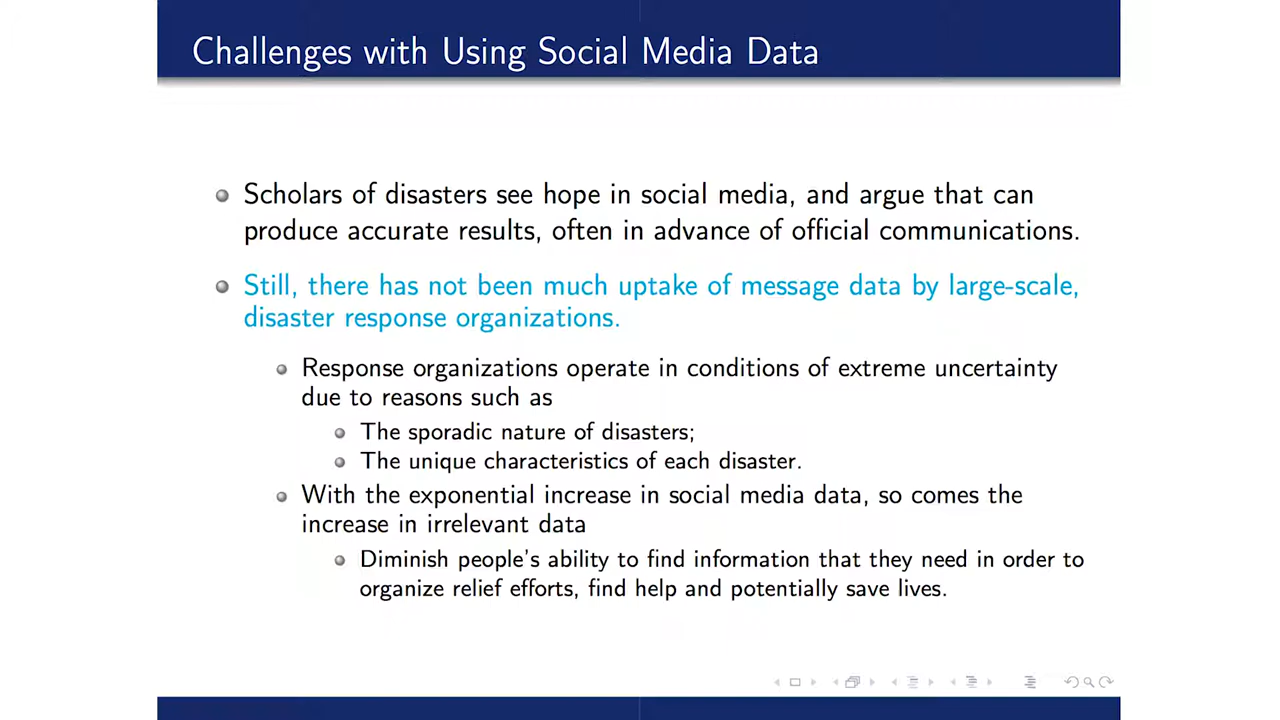 Challenges with Using Social Media Data
Scholars of disasters see hope in social media, and argue that can
produce accurate results, often in advance of official communications.
Still, there has not been much uptake of message data by large-scale,
disaster response organizations.
Response organizations operate in conditions of extreme uncertainty
due to reasons such as
The sporadic nature of disasters;
The unique characteristics of each disaster.
With the exponential increase in social media data, so comes the
increase in irrelevant data
Diminish people's ability to find information that they need in order to
organize relief efforts, find help and potentially save lives.